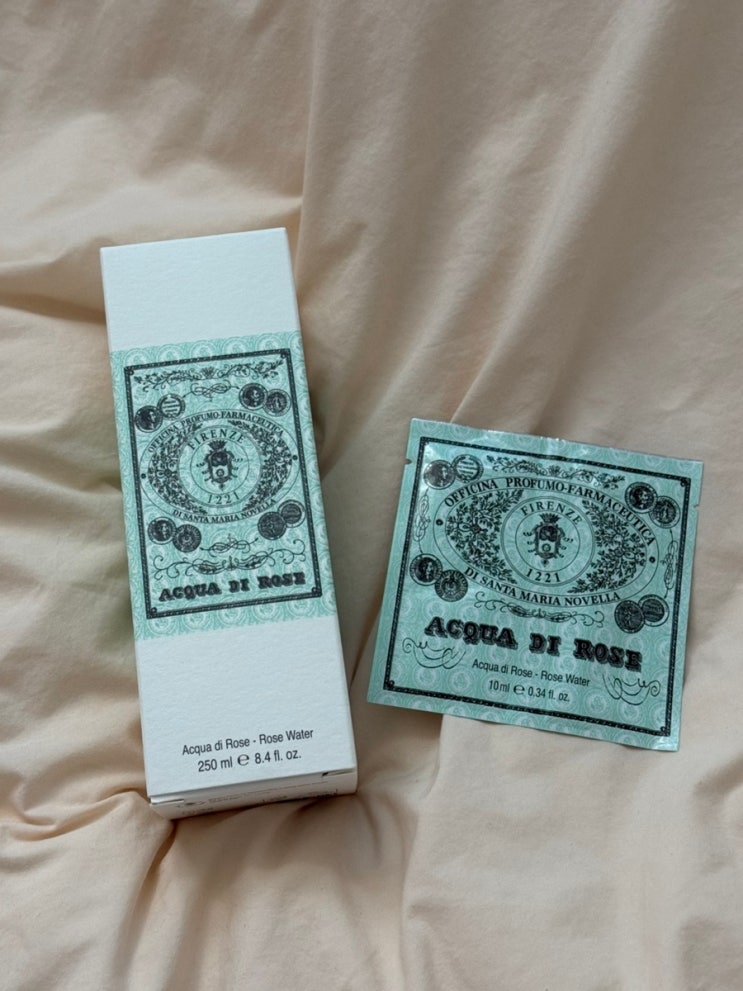 OFFICINA PROFUMO-FARMACEUTICA
FIRENZE
1221
DI SANTA MARIA NOVELLA
ACQUA DI ROSE
Acqua di Rose - Rose Water
250 ml ℮ 8.4 fl. oz.
OFFICINA PROFUMO-FARMACEUTICA
FIRENZE
1221
DI SANTA MARIA NOVELLA
ACQUA DI ROSE
Acqua di Rose - Rose Water
10 ml ℮ 0.34 fl. oz.